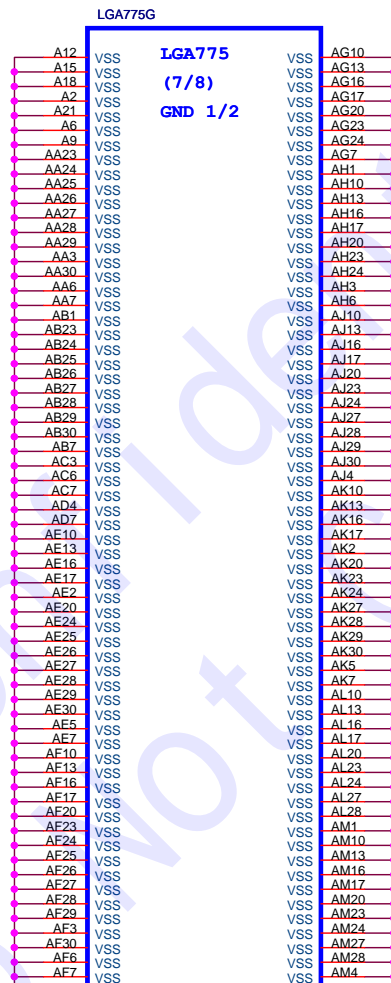 LGA775G
A12 VSS LGA775 VSS AG10
A15 VSS VSS AG13
A18 VSS (7/8) VSS AG16
A2 VSS VSS AG17
A21 VSS GND 1/2 VSS AG20
A6 VSS VSS AG23
A9 VSS VSS AG24
AA23 VSS VSS AG7
AA24 VSS VSS AH1
AA25 VSS VSS AH10
AA26 VSS VSS AH13
AA27 VSS VSS AH16
AA28 VSS VSS AH17
AA29 VSS VSS AH20
AA3 VSS VSS AH23
AA30 VSS VSS AH24
AA6 VSS VSS AH3
AA7 VSS VSS AH6
AB1 VSS VSS AJ10
AB23 VSS VSS AJ13
AB24 VSS VSS AJ16
AB25 VSS VSS AJ17
AB26 VSS VSS AJ20
AB27 VSS VSS AJ23
AB28 VSS VSS AJ24
AB29 VSS VSS AJ27
AB30 VSS VSS AJ28
AB7 VSS VSS AJ29
AC3 VSS VSS AJ30
AC6 VSS VSS AJ4
AC7 VSS VSS AK10
AD4 VSS VSS AK13
AD7 VSS VSS AK16
AE10 VSS VSS AK17
AE13 VSS VSS AK2
AE16 VSS VSS AK20
AE17 VSS VSS AK23
AE2 VSS VSS AK24
AE20 VSS VSS AK27
AE24 VSS VSS AK28
AE25 VSS VSS AK29
AE26 VSS VSS AK30
AE27 VSS VSS AK5
AE28 VSS VSS AK7
AE29 VSS VSS AL10
AE30 VSS VSS AL13
AE5 VSS VSS AL16
AE7 VSS VSS AL17
AF10 VSS VSS AL20
AF13 VSS VSS AL23
AF16 VSS VSS AL24
AF17 VSS VSS AL27
AF20 VSS VSS AL28
AF23 VSS VSS AM1
AF24 VSS VSS AM10
AF25 VSS VSS AM13
AF26 VSS VSS AM16
AF27 VSS VSS AM17
AF28 VSS VSS AM20
AF29 VSS VSS AM23
AF3 VSS VSS AM24
AF30 VSS VSS AM27
AF6 VSS VSS AM28
AF7 VSS VSS AM4
Not